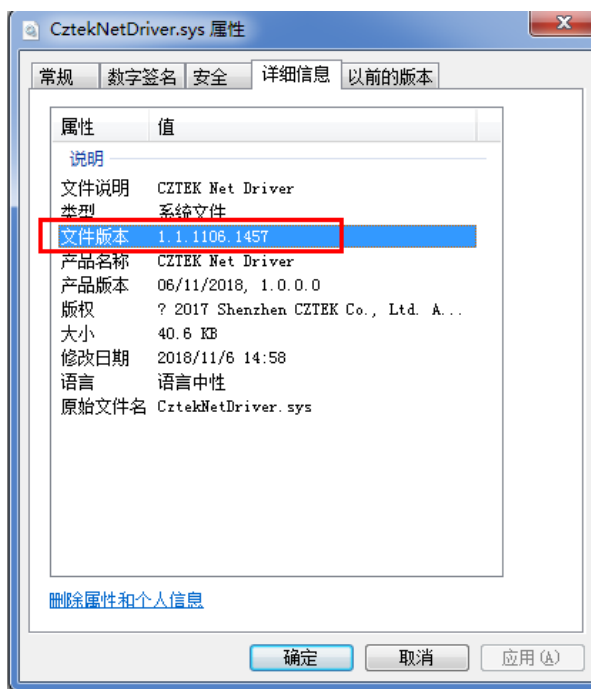 CztekNetDriver.sys 属性
常规 数字签名 安全 详细信息 以前的版本
属性 值
说明
文件说明 CZTEK Net Driver
类型 系统文件
文件版本 1.1.1106.1457
产品名称 CZTEK Net Driver
产品版本 06/11/2018, 1.0.0.0
版权 ? 2017 Shenzhen CZTEK Co., Ltd. A...
大小 40.6 KB
修改日期 2018/11/6 14:58
语言 语言中性
原始文件名 CztekNetDriver.sys
删除属性和个人信息
确定 取消 应用(A)